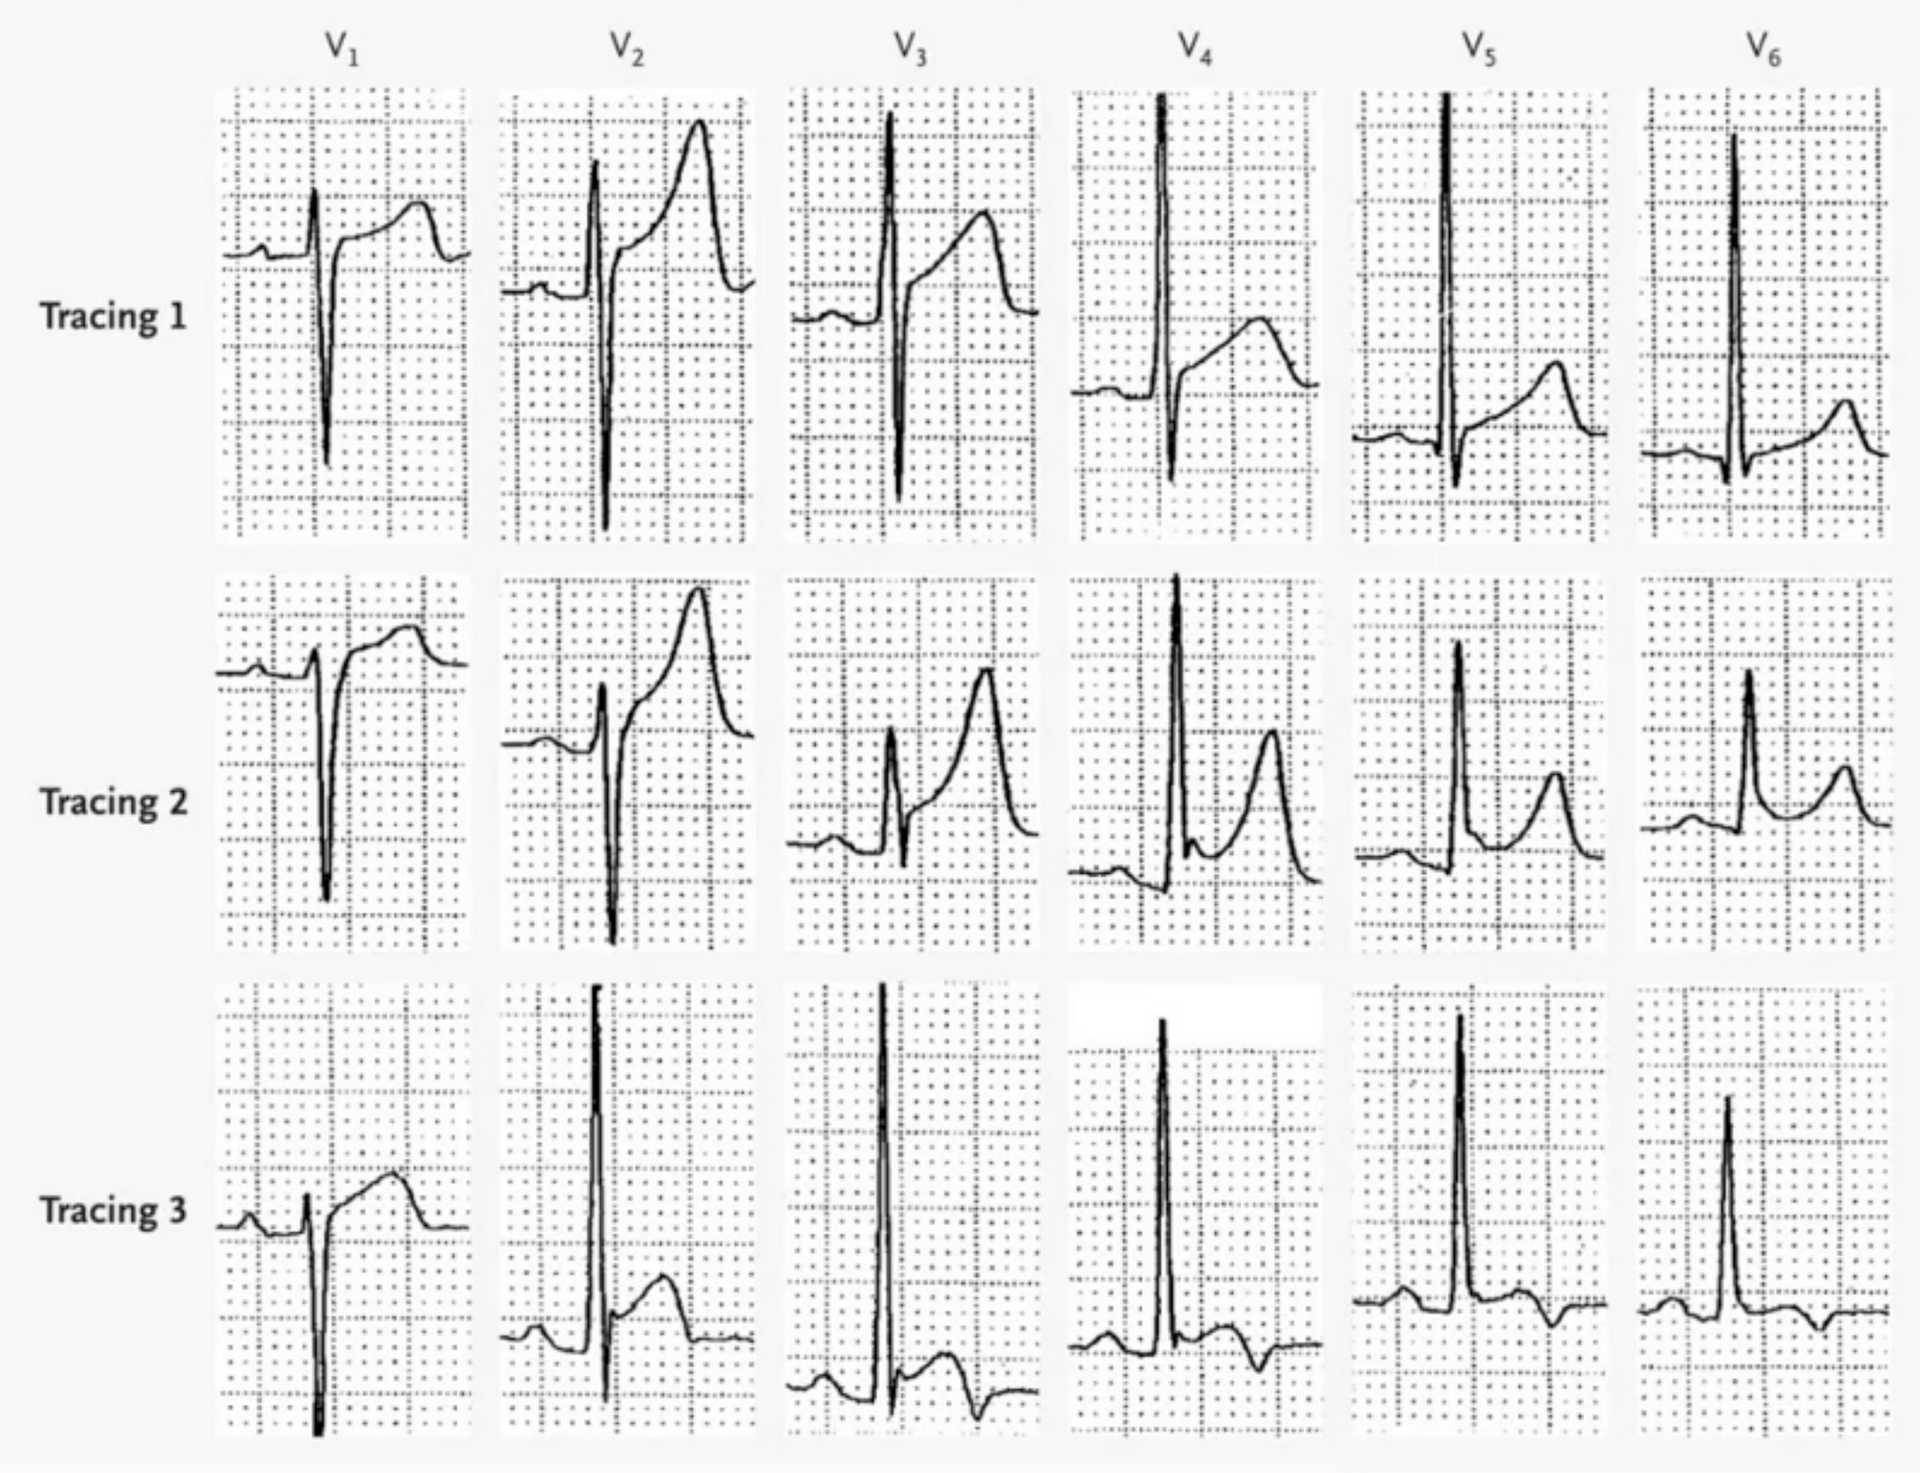 V₁ V₂ V₃ V₄ V₅ V₆
Tracing 1
Tracing 2
Tracing 3